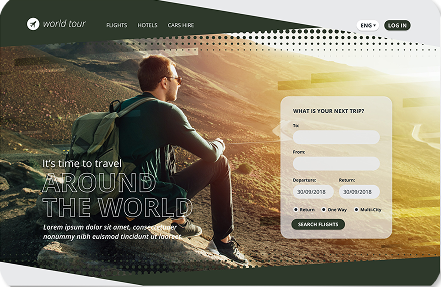 world tour
FLIGHTS HOTELS CARS HIRE
ENG LOG IN
It's time to travel
AROUND
THE WORLD
Lorem ipsum dolor sit amet, consectetuer
nonummy nibh euismod tincidunt ut laoreet
WHAT IS YOUR NEXT TRIP?
To:
From:
Departure: Return:
30/09/2018 30/09/2018
Return One Way Multi-City
SEARCH FLIGHTS